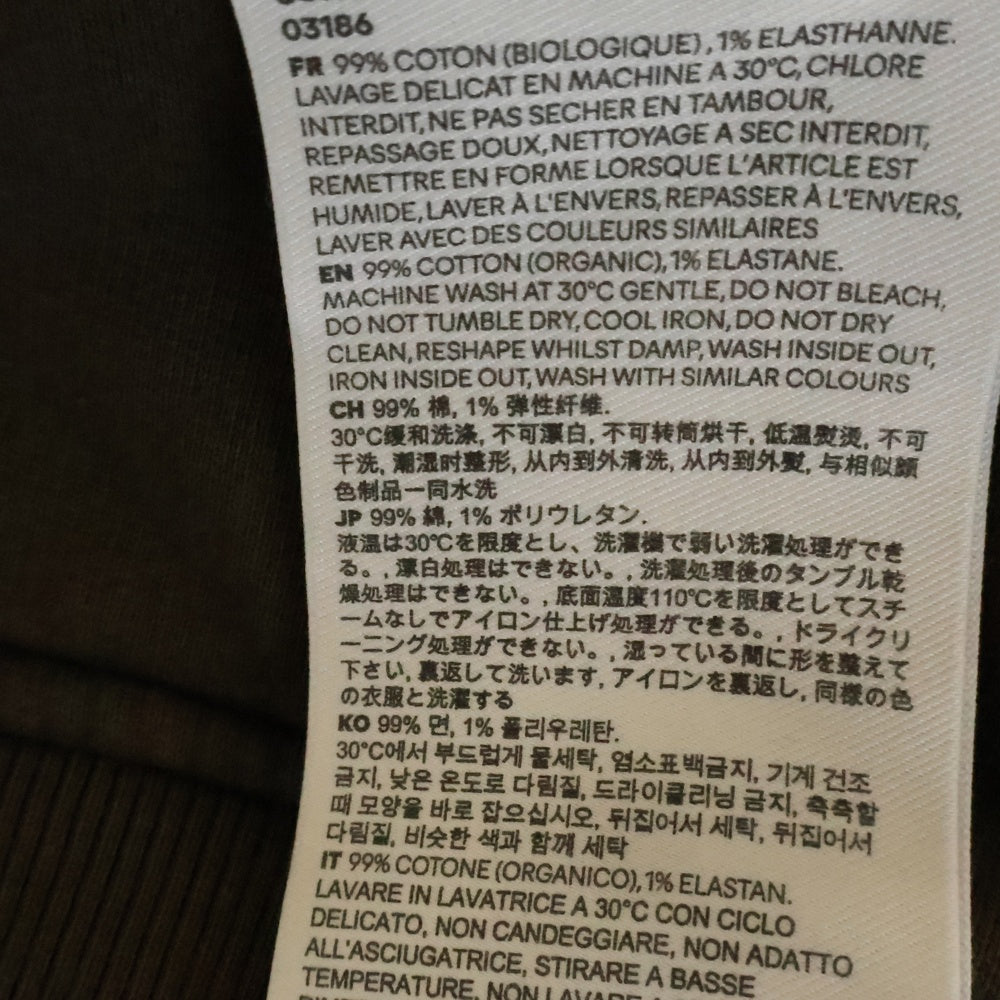 03186
FR 99% COTON (BIOLOGIQUE), 1% ELASTHANNE.
LAVAGE DELICAT EN MACHINE A 30°C, CHLORE
INTERDIT, NE PAS SECHER EN TAMBOUR,
REPASSAGE DOUX, NETTOYAGE A SEC INTERDIT,
REMETTRE EN FORME LORSQUE L'ARTICLE EST
HUMIDE, LAVER À L'ENVERS, REPASSER À L'ENVERS,
LAVER AVEC DES COULEURS SIMILAIRES
EN 99% COTTON (ORGANIC), 1% ELASTANE.
MACHINE WASH AT 30°C GENTLE, DO NOT BLEACH,
DO NOT TUMBLE DRY, COOL IRON, DO NOT DRY
CLEAN, RESHAPE WHILST DAMP, WASH INSIDE OUT,
IRON INSIDE OUT, WASH WITH SIMILAR COLOURS
CH 99% 棉, 1% 弹性纤维.
30°C缓和洗涤, 不可漂白, 不可转筒烘干, 低温熨烫, 不可
干洗, 潮湿时整形, 从内到外清洗, 从内到外熨, 与相似颜
色制品一同水洗
JP 99% 綿, 1% ポリウレタン.
液温は30℃を限度とし、洗濯機で弱い洗濯処理ができ
る。, 漂白処理はできない。, 洗濯処理後のタンブル乾
燥処理はできない。, 底面温度110℃を限度としてスチ
ームなしでアイロン仕上げ処理ができる。, ドライクリ
ーニング処理ができない。, 湿っている間に形を整えて
下さい, 裏返して洗います, アイロンを裏返し, 同様の色
の衣服と洗濯する
KO 99% 면, 1% 폴리우레탄.
30°C에서 부드럽게 물세탁, 염소표백금지, 기계 건조
금지, 낮은 온도로 다림질, 드라이클리닝 금지, 축축할
때 모양을 바로 잡으십시오, 뒤집어서 세탁, 뒤집어서
다림질, 비슷한 색과 함께 세탁
IT 99% COTONE (ORGANICO), 1% ELASTAN.
LAVARE IN LAVATRICE A 30°C CON CICLO
DELICATO, NON CANDEGGIARE, NON ADATTO
ALL'ASCIUGATRICE, STIRARE A BASSE
TEMPERATURE, NON LAVARE